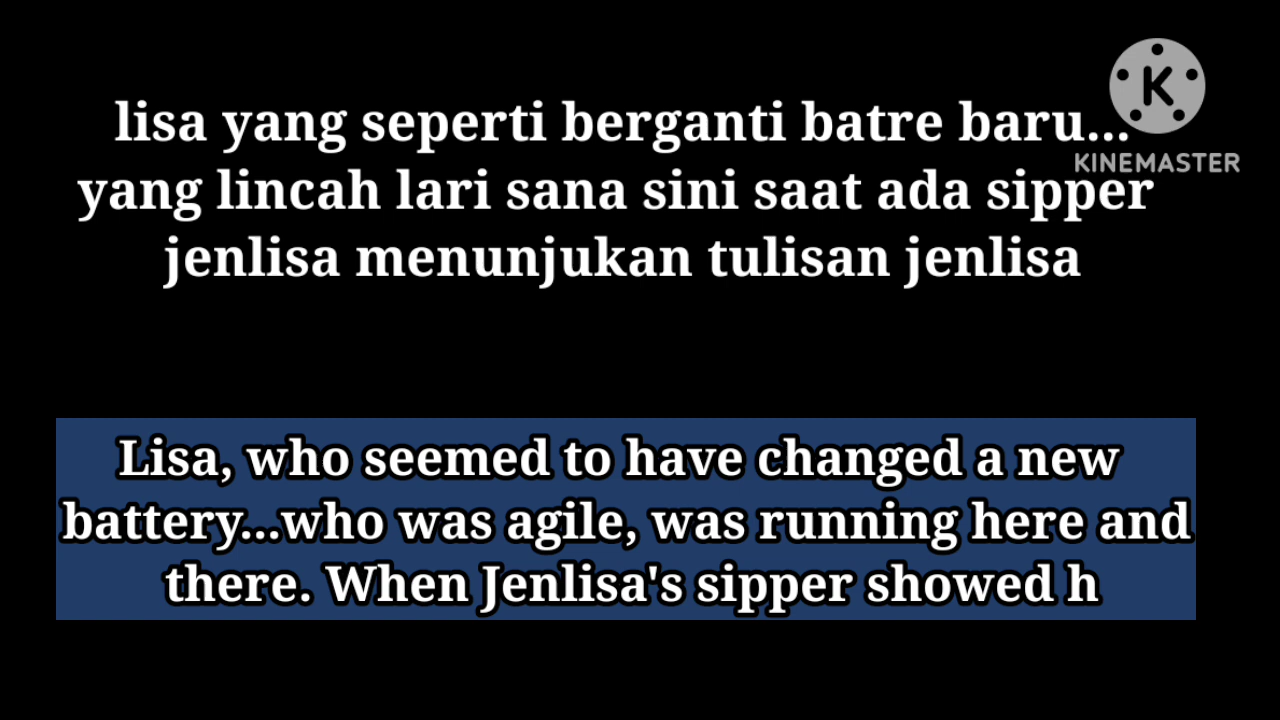 lisa yang seperti berganti batre baru...
K
KINEMASTER
yang lincah lari sana sini saat ada sipper
jenlisa menunjukan tulisan jenlisa
Lisa, who seemed to have changed a new
battery...who was agile, was running here and
there. When Jenlisa's sipper showed h